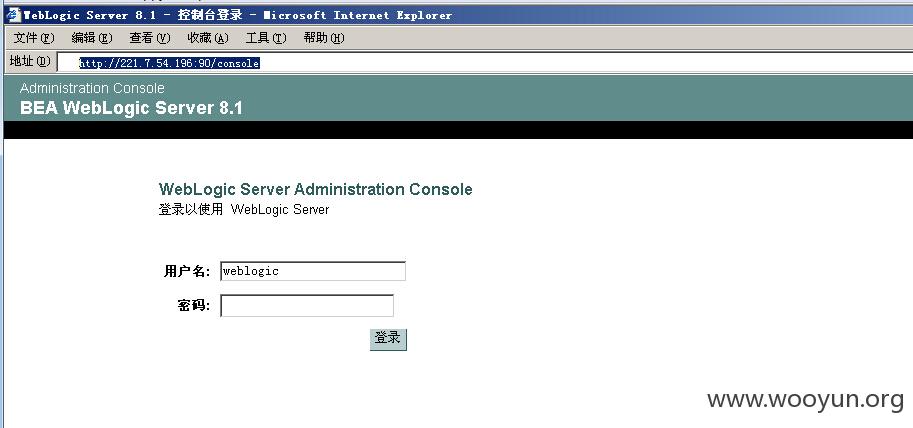 WebLogic Server 8.1 - 控制台登录 - Microsoft Internet Explorer
文件(F) 编辑(E) 查看(V) 收藏(A) 工具(T) 帮助(H)
地址(D) http://221.7.54.196:90/console
Administration Console
BEA WebLogic Server 8.1
WebLogic Server Administration Console
登录以使用 WebLogic Server
用户名: weblogic
密码:
登录
www.wooyun.org